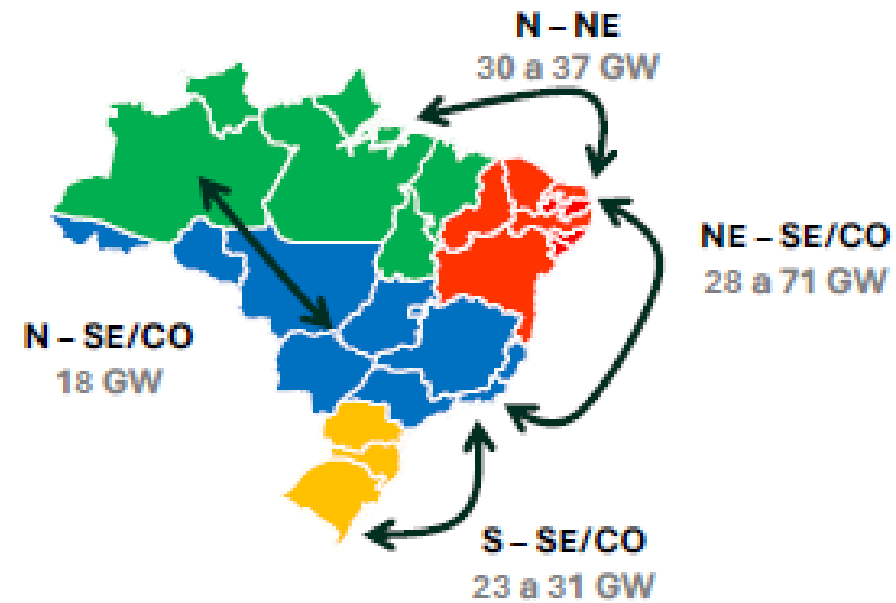 N – NE
30 a 37 GW
NE – SE/CO
28 a 71 GW
N – SE/CO
18 GW
S – SE/CO
23 a 31 GW